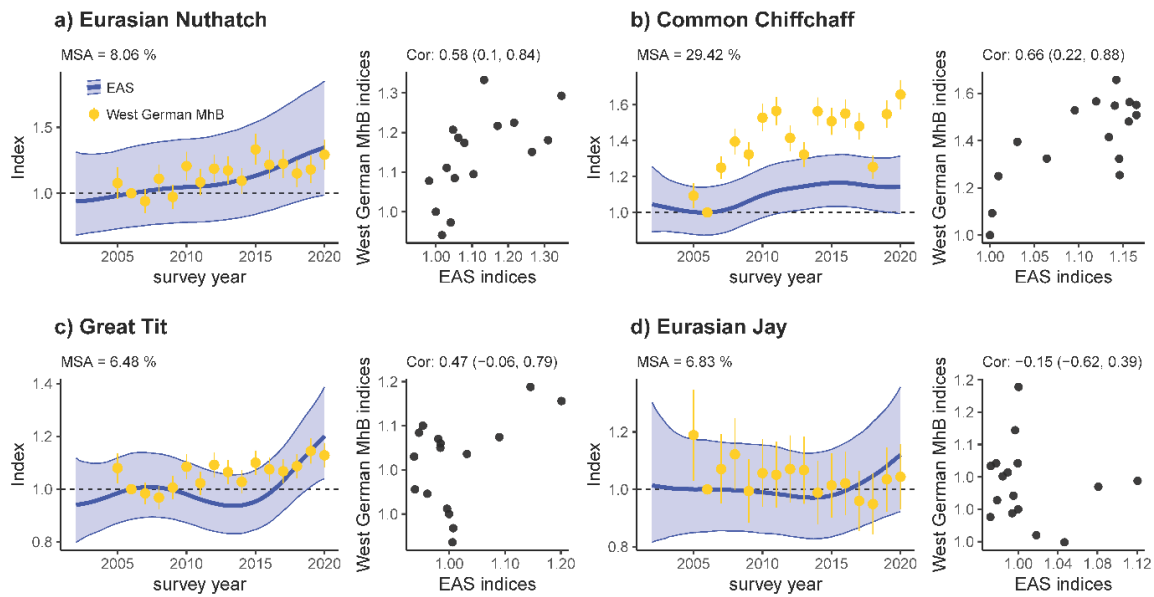 a) Eurasian Nuthatch
MSA = 8.06 %
Cor: 0.58 (0.1, 0.84)
EAS
West German MhB
Index
1.5
1.0
2005 2010 2015 2020
survey year
West German MhB indices
1.3
1.2
1.1
1.0
1.00 1.10 1.20 1.30
EAS indices
b) Common Chiffchaff
MSA = 29.42 %
Cor: 0.66 (0.22, 0.88)
Index
1.6
1.4
1.2
1.0
2005 2010 2015 2020
survey year
West German MhB indices
1.6
1.4
1.2
1.0
1.00 1.05 1.10 1.15
EAS indices
c) Great Tit
MSA = 6.48 %
Cor: 0.47 (−0.06, 0.79)
Index
1.4
1.2
1.0
0.8
2005 2010 2015 2020
survey year
West German MhB indices
1.2
1.1
1.1
1.0
1.00 1.10 1.20
EAS indices
d) Eurasian Jay
MSA = 6.83 %
Cor: −0.15 (−0.62, 0.39)
Index
1.2
1.0
0.8
2005 2010 2015 2020
survey year
West German MhB indices
1.2
1.2
1.1
1.1
1.0
1.0
1.00 1.04 1.08 1.12
EAS indices